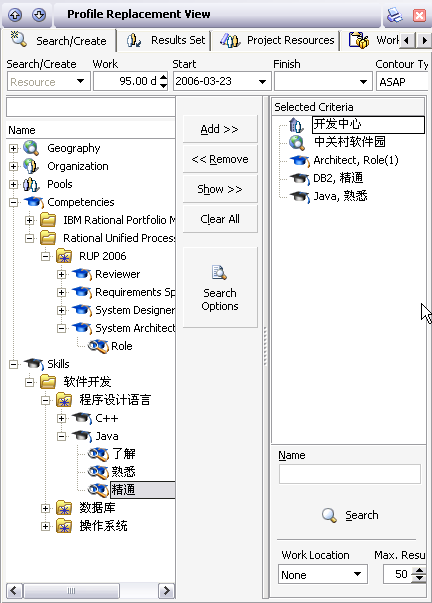 Profile Replacement View
Search/Create
Results Set
Project Resources
Work
Search/Create
Work
Start
Finish
Contour Ty
Resource
95.00 d
2006-03-23
ASAP
Name
Geography
Organization
Pools
Competencies
IBM Rational Portfolio M
Rational Unified Process
RUP 2006
Reviewer
Requirements Sp
System Designer
System Architect
Role
Skills
软件开发
程序设计语言
C++
Java
了解
熟悉
精通
数据库
操作系统
Add >>
<< Remove
Show >>
Clear All
Search
Options
Selected Criteria
开发中心
中关村软件园
Architect, Role(1)
DB2, 精通
Java, 熟悉
Name
Search
Work Location
Max. Resu
None
50